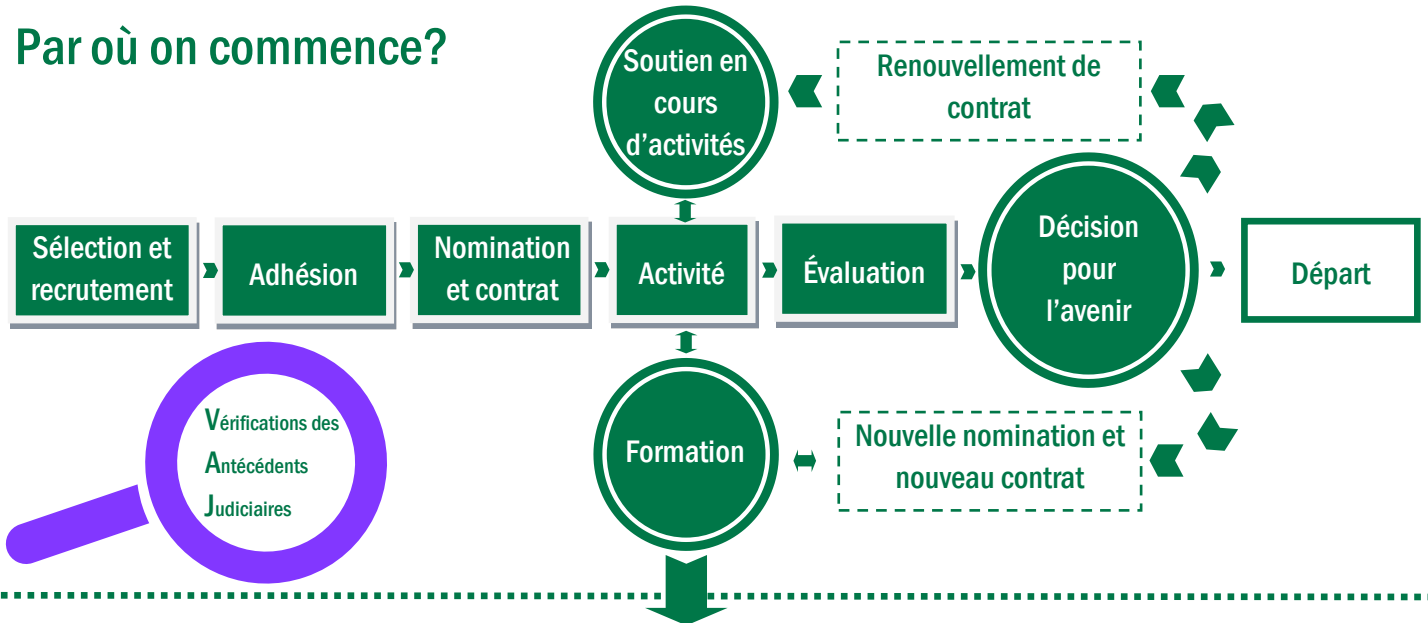 Par où on commence?
Soutien en
cours
d'activités
Renouvellement de
contrat
Sélection et
recrutement
Adhésion
Nomination
et contrat
Activité
Évaluation
Décision
pour
l'avenir
Départ
Vérifications des
Antécédents
Judiciaires
Formation
Nouvelle nomination et
nouveau contrat